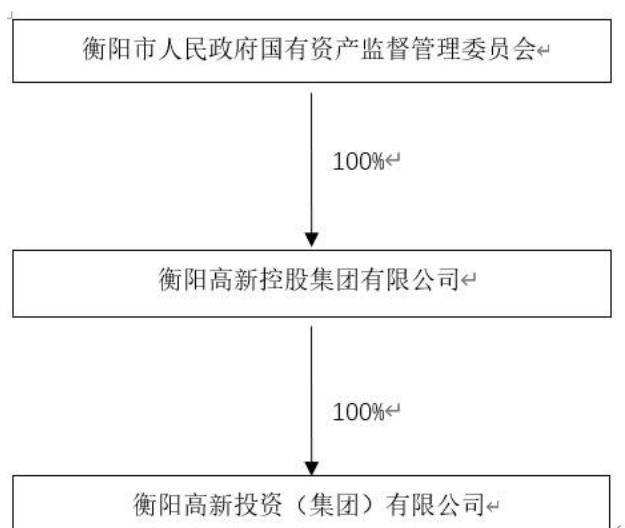 衡阳市人民政府国有资产监督管理委员会
100%
衡阳高新控股集团有限公司
100%
衡阳高新投资（集团）有限公司